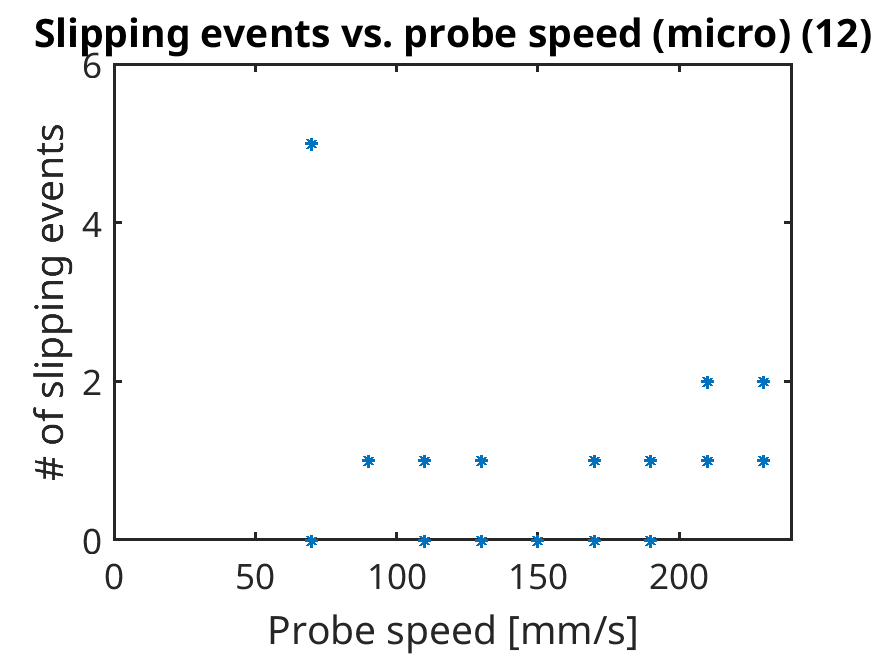 Slipping events vs. probe speed (micro) (12)
# of slipping events
6
4
2
0
0 50 100 150 200
Probe speed [mm/s]